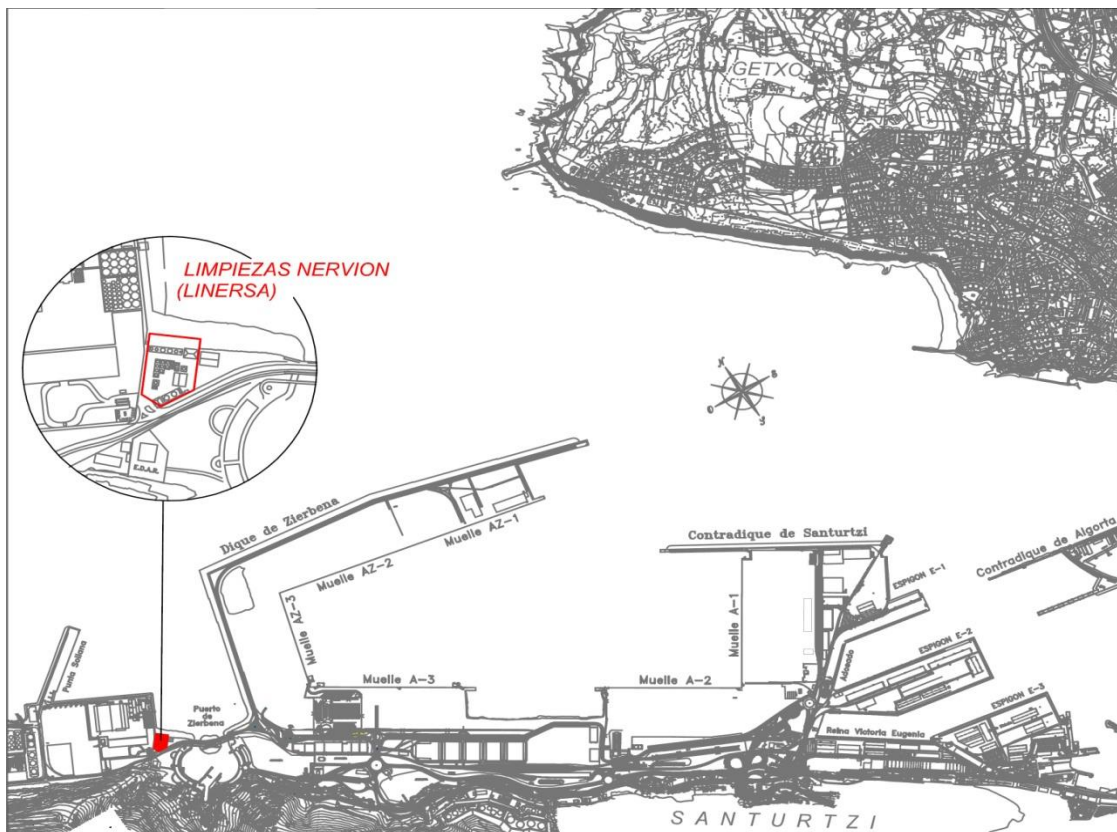 GETXO
LIMPIEZAS NERVION
(LINERSA)
E.D.A.R.
N
E
O
S
Dique de Zierbena
Muelle AZ-1
Muelle AZ-2
Muelle AZ-3
Contradique de Santurtzi
Contradique de Algorta
ESPIGON E-1
Muelle A-1
Adosado
ESPIGON E-2
Punta Sollana
Muelle A-3
Muelle A-2
ESPIGON E-3
Puerto
de
Zierbena
Reina Victoria Eugenia
SANTURTZI